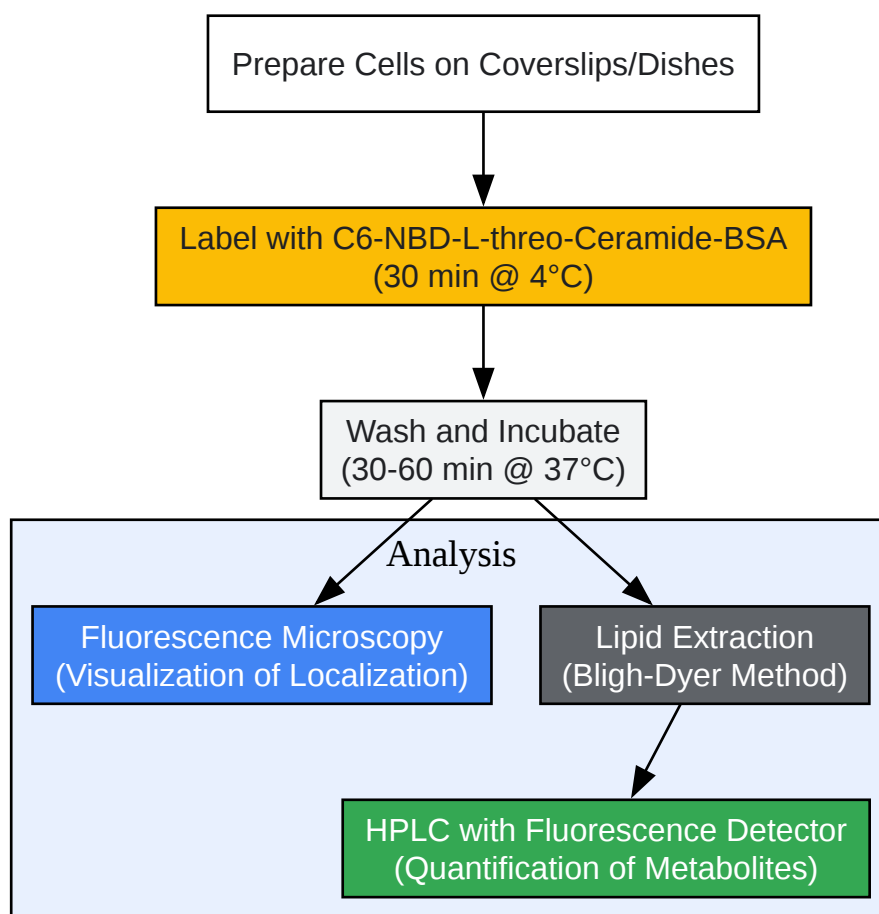 Prepare Cells on Coverslips/Dishes
Label with C6-NBD-L-threo-Ceramide-BSA
(30 min @ 4°C)
Wash and Incubate
(30-60 min @ 37°C)
Analysis
Fluorescence Microscopy
(Visualization of Localization)
Lipid Extraction
(Bligh-Dyer Method)
HPLC with Fluorescence Detector
(Quantification of Metabolites)